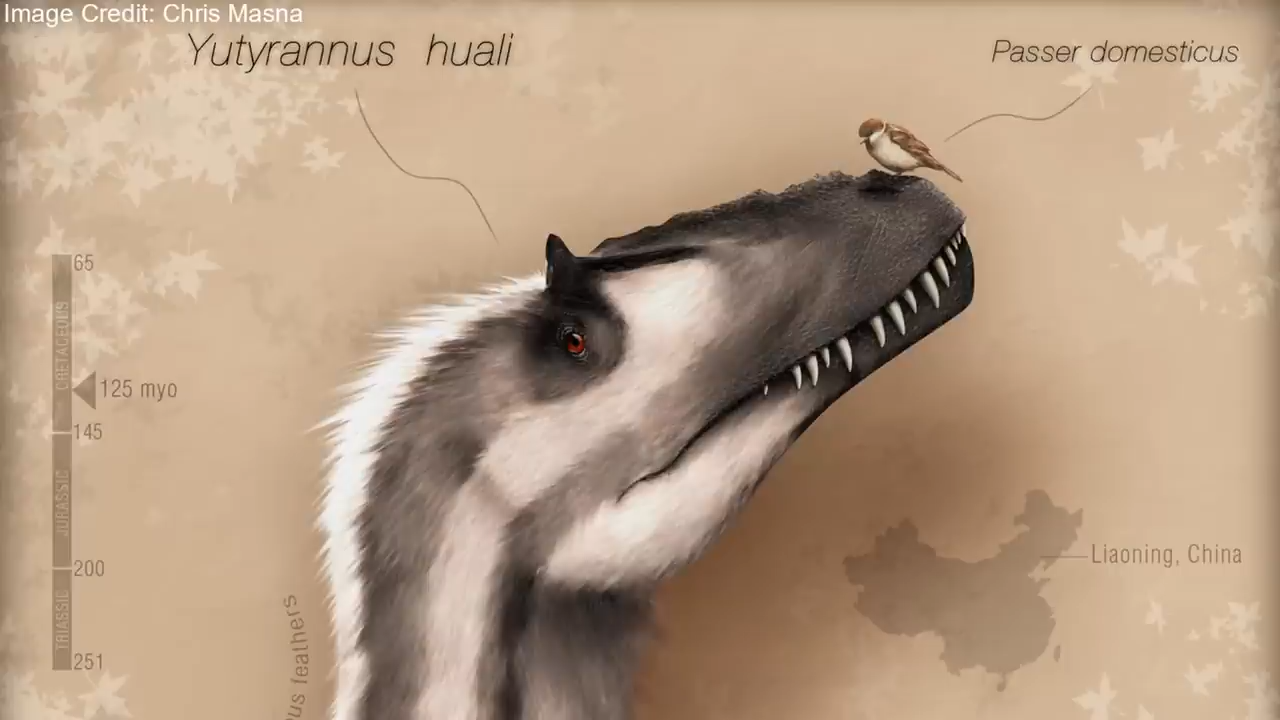 Image Credit: Chris Masna
Yutyrannus huali
Passer domesticus
65
CRETACEOUS
125 myo
145
JURASSIC
200
TRIASSIC
251
Liaoning, China
feathers